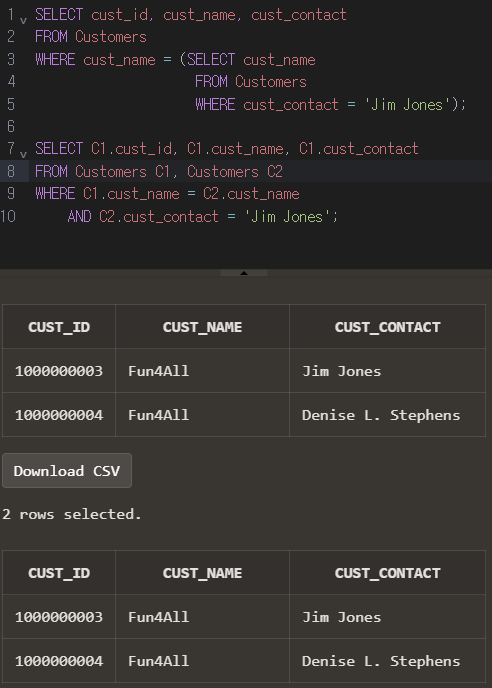 1 SELECT cust_id, cust_name, cust_contact
2 FROM Customers
3 WHERE cust_name = (SELECT cust_name
4 FROM Customers
5 WHERE cust_contact = 'Jim Jones');
6
7 SELECT C1.cust_id, C1.cust_name, C1.cust_contact
8 FROM Customers C1, Customers C2
9 WHERE C1.cust_name = C2.cust_name
10 AND C2.cust_contact = 'Jim Jones';
CUST_ID CUST_NAME CUST_CONTACT
1000000003 Fun4All Jim Jones
1000000004 Fun4All Denise L. Stephens
Download CSV
2 rows selected.
CUST_ID CUST_NAME CUST_CONTACT
1000000003 Fun4All Jim Jones
1000000004 Fun4All Denise L. Stephens